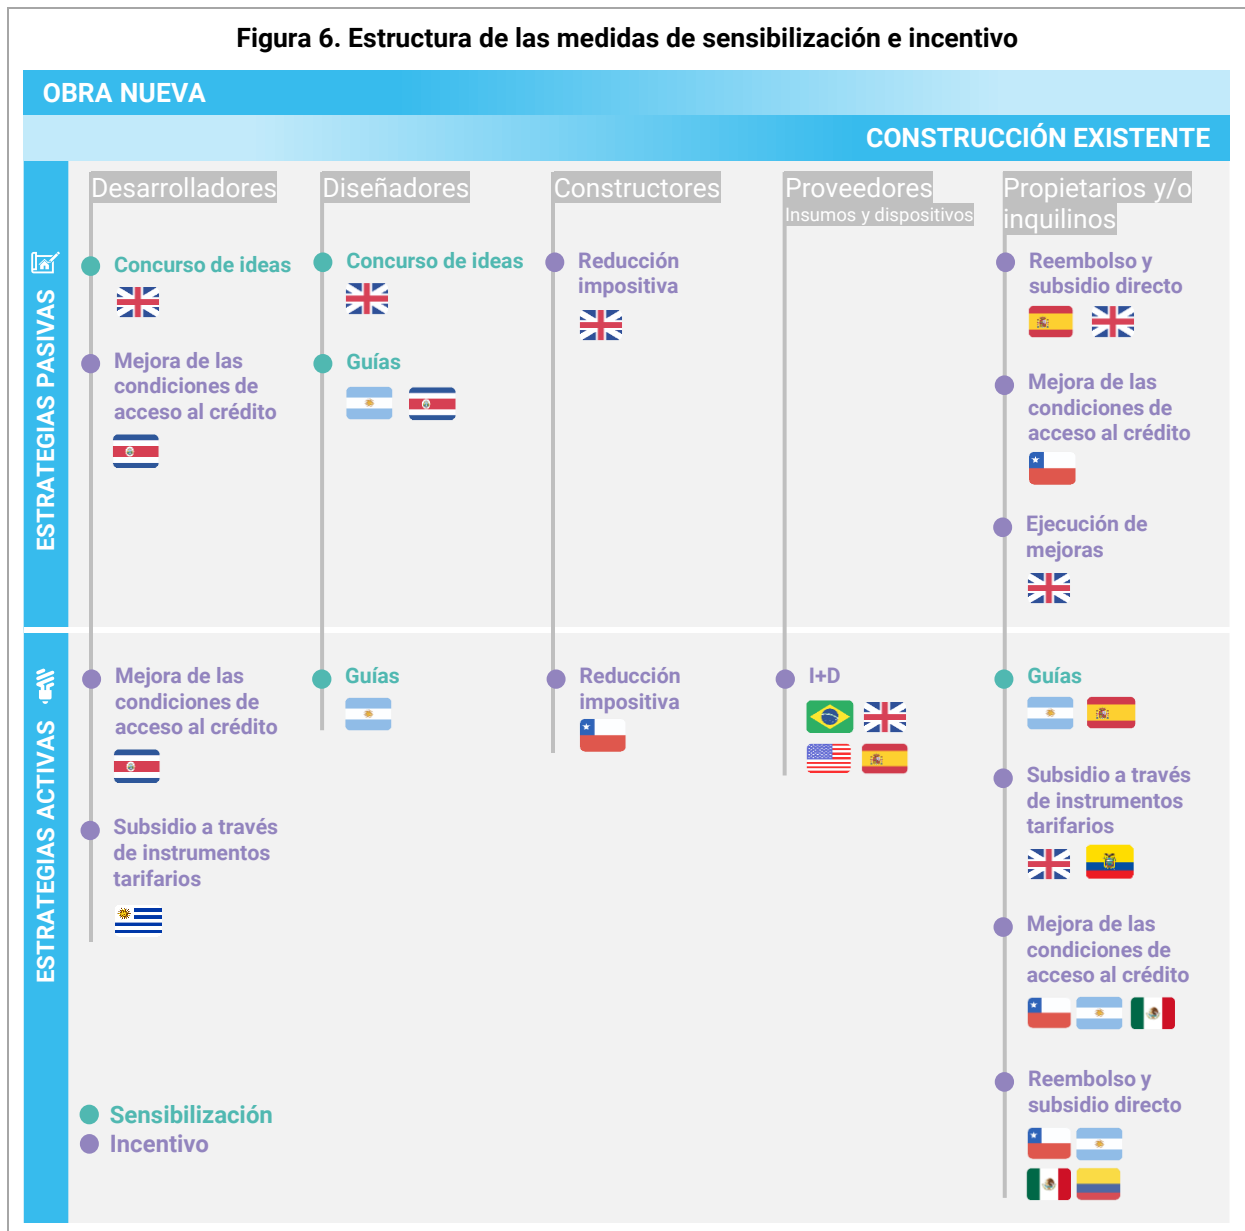 Figura 6. Estructura de las medidas de sensibilización e incentivo
OBRA NUEVA
CONSTRUCCIÓN EXISTENTE
ESTRATEGIAS PASIVAS
Desarrolladores
Concurso de ideas
Mejora de las
condiciones de
acceso al crédito
Diseñadores
Concurso de ideas
Guías
Constructores
Reducción
impositiva
Proveedores
Insumos y dispositivos
Propietarios y/o
inquilinos
Reembolso y
subsidio directo
Mejora de las
condiciones de
acceso al crédito
Ejecución de
mejoras
ESTRATEGIAS ACTIVAS
Mejora de las
condiciones de
acceso al crédito
Subsidio a través
de instrumentos
tarifarios
Guías
Reducción
impositiva
I+D
Guías
Subsidio a través
de instrumentos
tarifarios
Mejora de las
condiciones de
acceso al crédito
Reembolso y
subsidio directo
Sensibilización
Incentivo